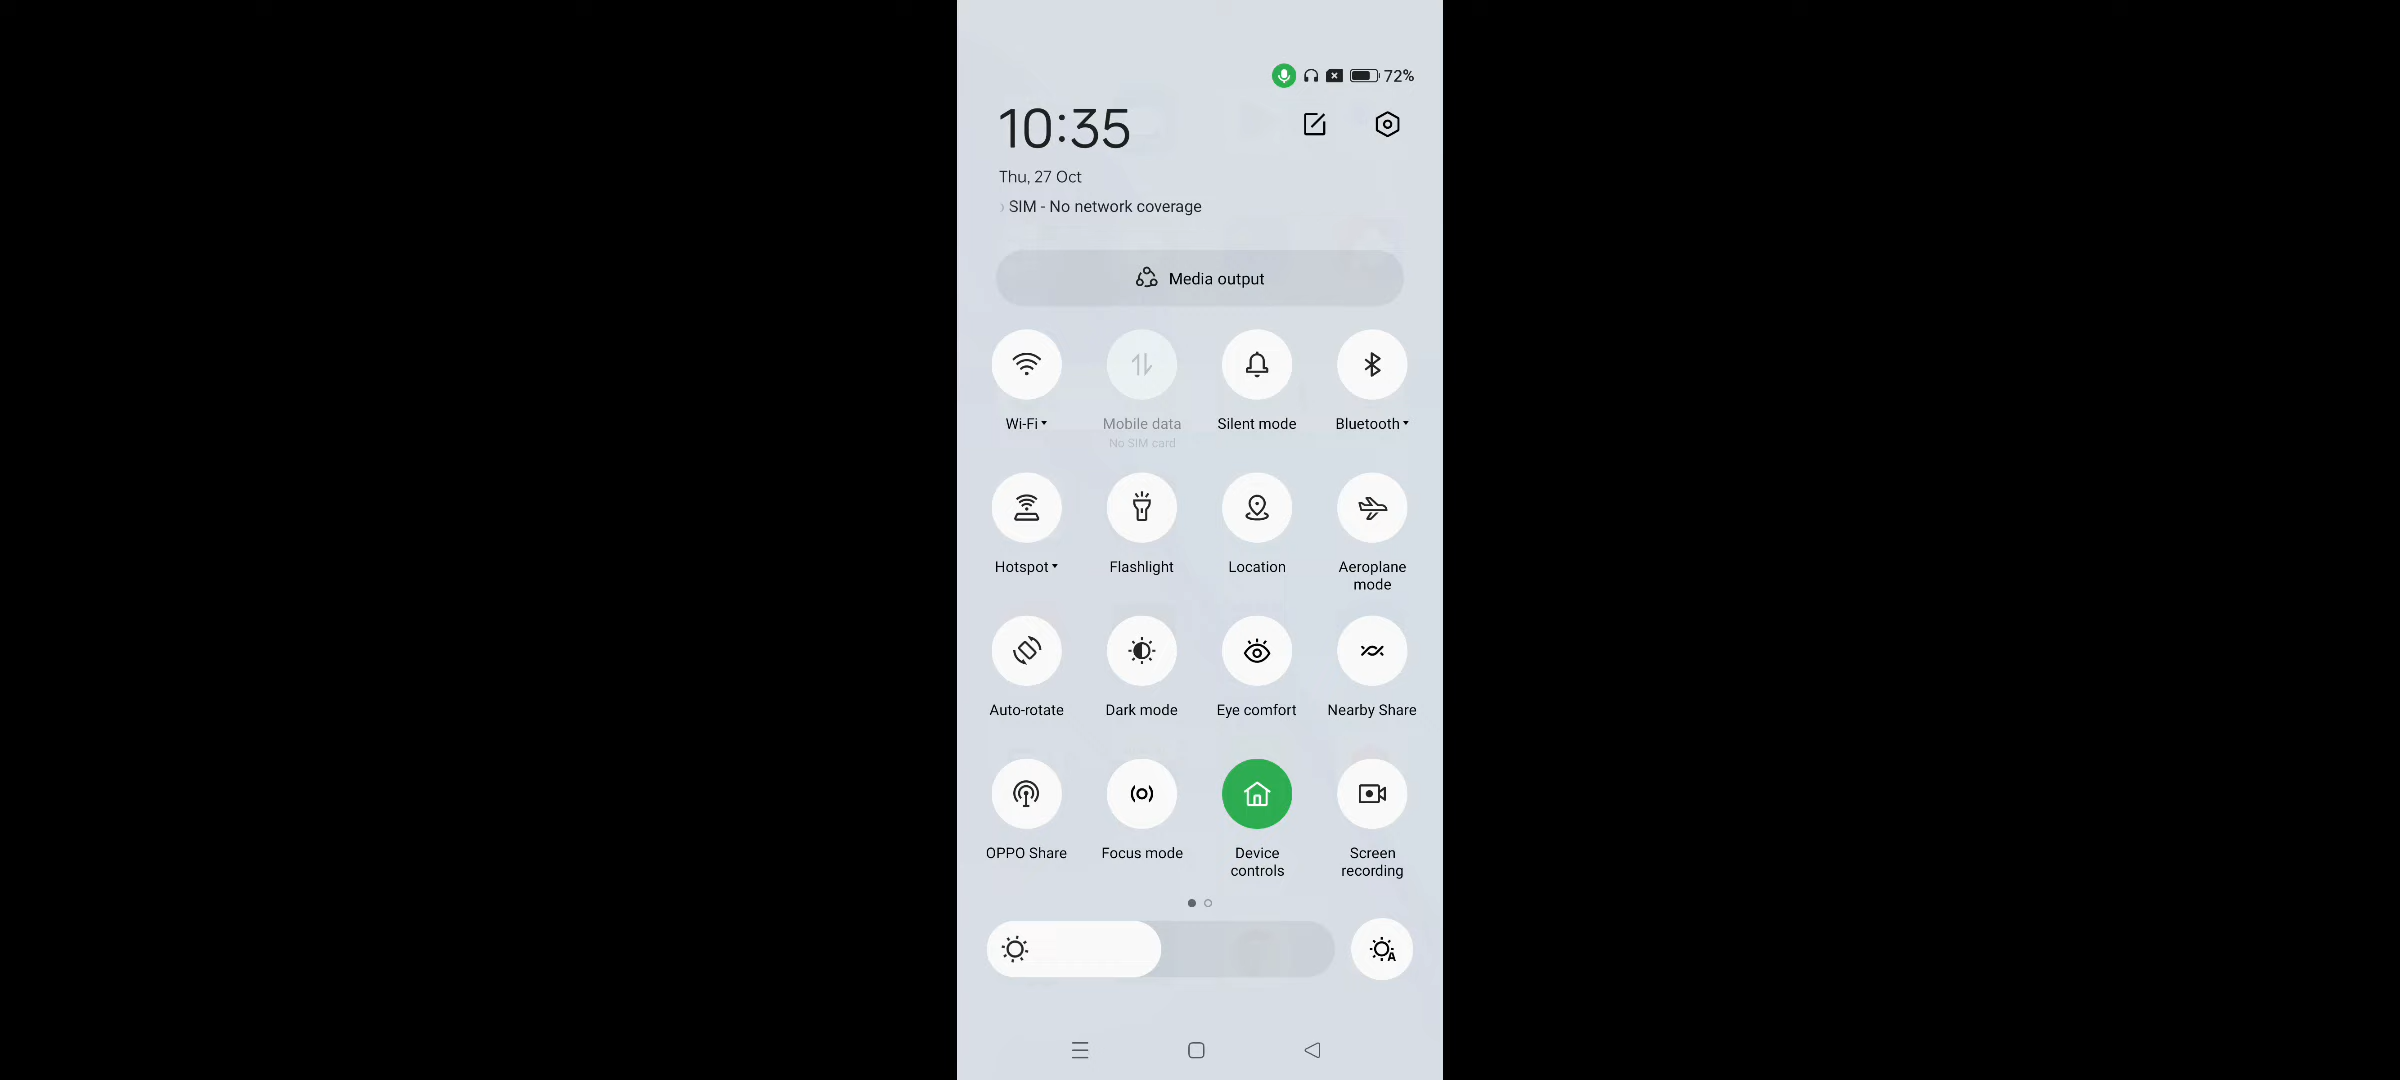 72%
10:35
Thu, 27 Oct
SIM - No network coverage
Media output
Wi-Fi
Mobile data
No SIM card
Silent mode
Bluetooth
Hotspot
Flashlight
Location
Aeroplane
mode
Auto-rotate
Dark mode
Eye comfort
Nearby Share
OPPO Share
Focus mode
Device
controls
Screen
recording
A